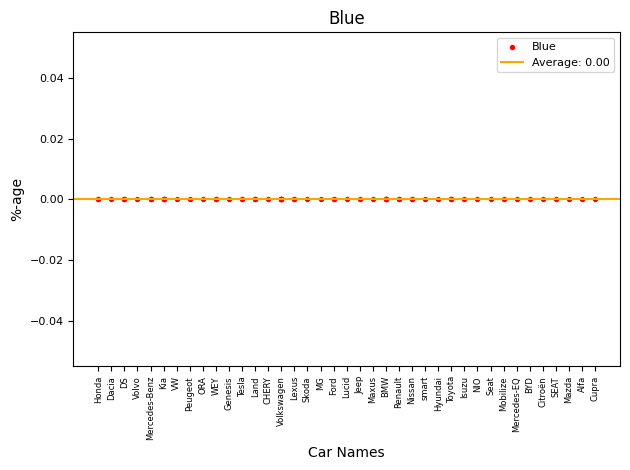 Blue
Blue
Average: 0.00
%-age
0.04
0.02
0.00
−0.02
−0.04
Honda
Dacia
DS
Volvo
Mercedes-Benz
Kia
VW
Peugeot
ORA
WEY
Genesis
Tesla
Land
CHERY
Volkswagen
Lexus
Skoda
MG
Ford
Lucid
Jeep
Maxus
BMW
Renault
Nissan
smart
Hyundai
Toyota
Isuzu
NIO
Seat
Mobilize
Mercedes-EQ
BYD
Citroën
SEAT
Mazda
Alfa
Cupra
Car Names